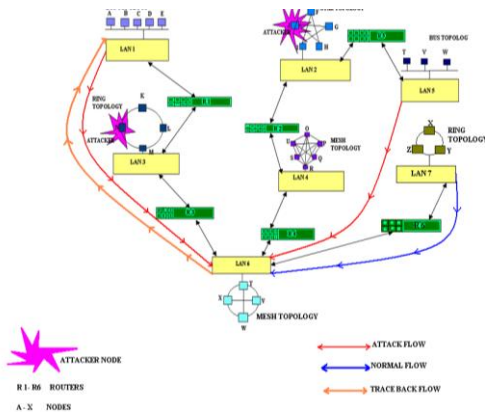 A B C D E
ATTACKER
G
H
LAN 1
LAN 2
BUS TOPOLOG
T V W
K
RING
TOPOLOGY
ATTACKER
L
M
LAN 3
O
MESH
TOPOLOGY
S Q
R
LAN 4
LAN 5
X
RING
TOPOLOGY
Z Y
LAN 7
LAN 6
X
W
MESH TOPOLOGY
ATTACKER NODE
R 1- R6 ROUTERS
A - X NODES
ATTACK FLOW
NORMAL FLOW
TRACE BACK FLOW